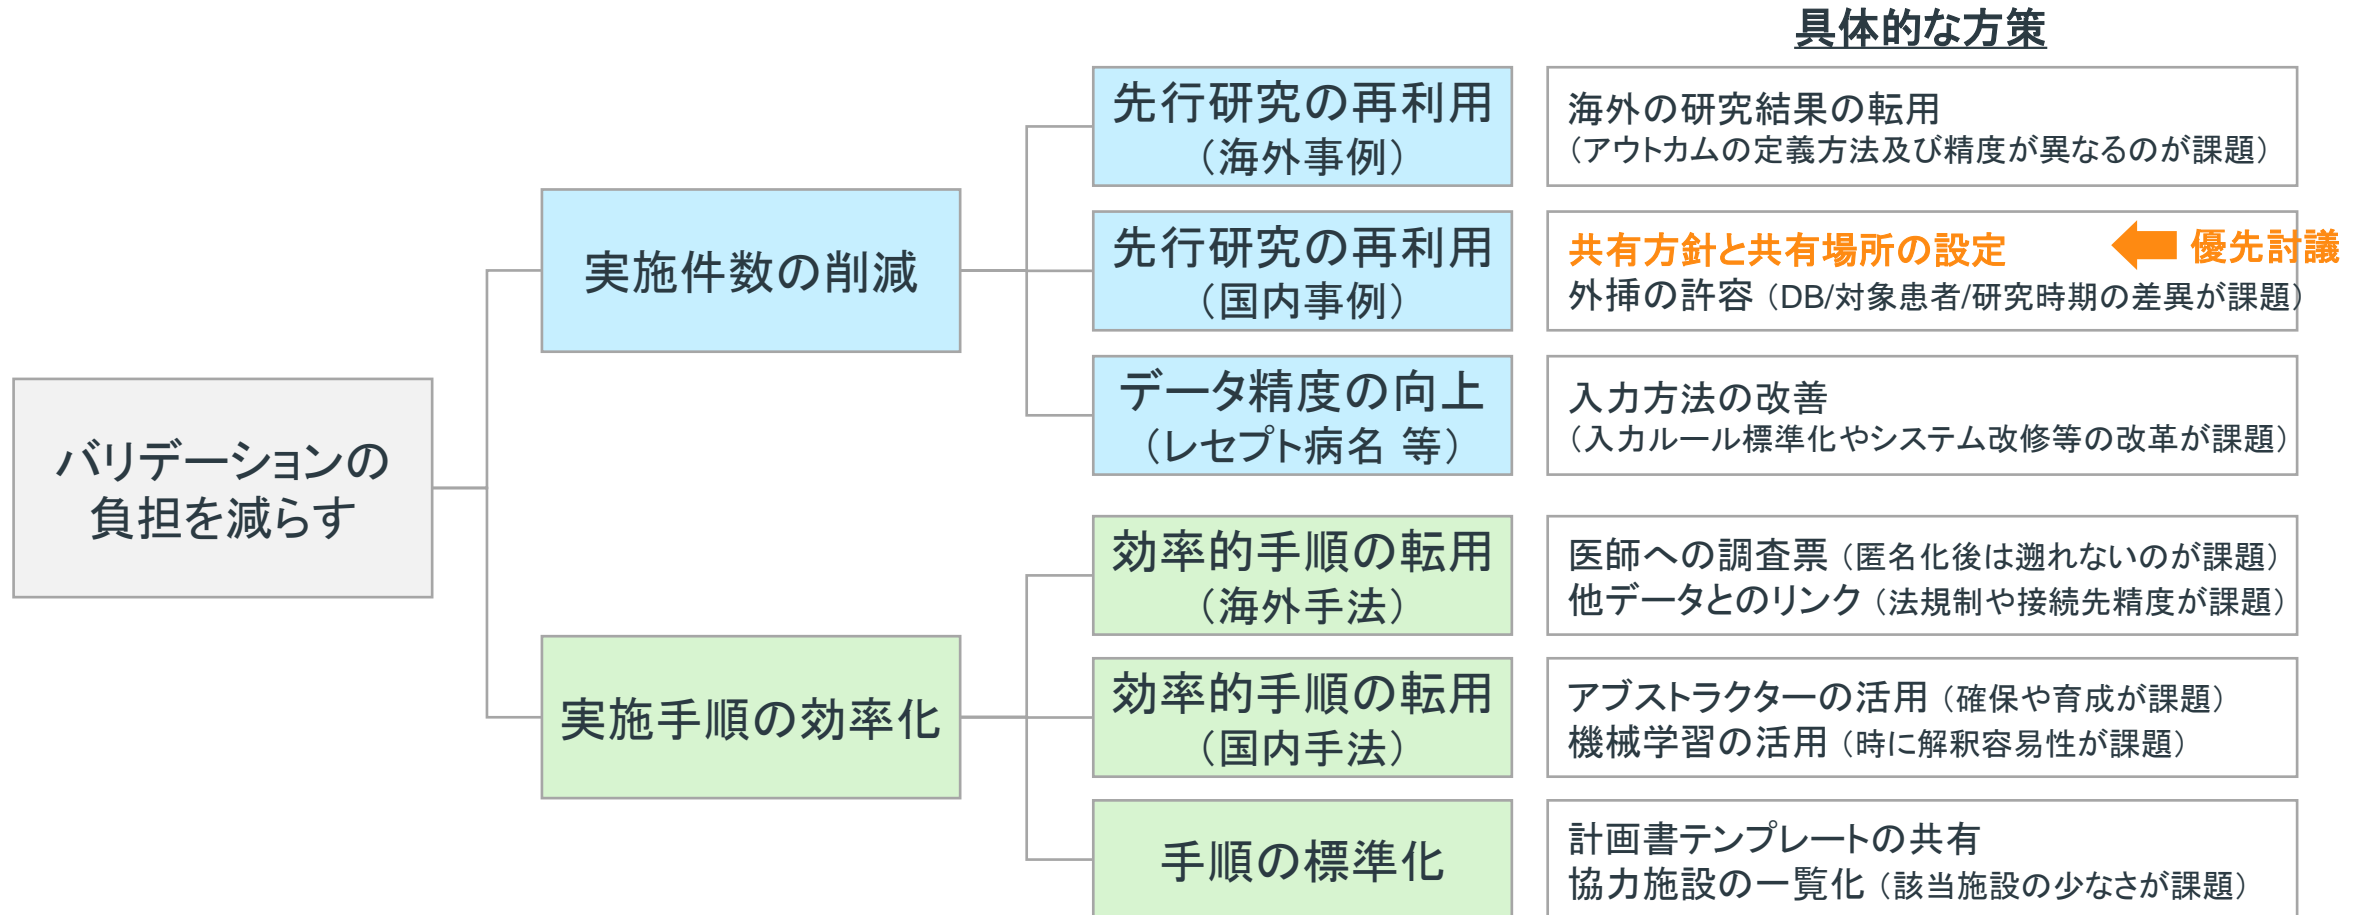 具体的な方策
バリデーションの
負担を減らす
実施件数の削減
先行研究の再利用
（海外事例）
海外の研究結果の転用
（アウトカムの定義方法及び精度が異なるのが課題）
先行研究の再利用
（国内事例）
共有方針と共有場所の設定
優先討議
外挿の許容（DB/対象患者/研究時期の差異が課題）
データ精度の向上
（レセプト病名 等）
入力方法の改善
（入力ルール標準化やシステム改修等の改革が課題）
実施手順の効率化
効率的手順の転用
（海外手法）
医師への調査票（匿名化後は遡れないのが課題）
他データとのリンク（法規制や接続先精度が課題）
効率的手順の転用
（国内手法）
アブストラクターの活用（確保や育成が課題）
機械学習の活用（時に解釈容易性が課題）
手順の標準化
計画書テンプレートの共有
協力施設の一覧化（該当施設の少なさが課題）